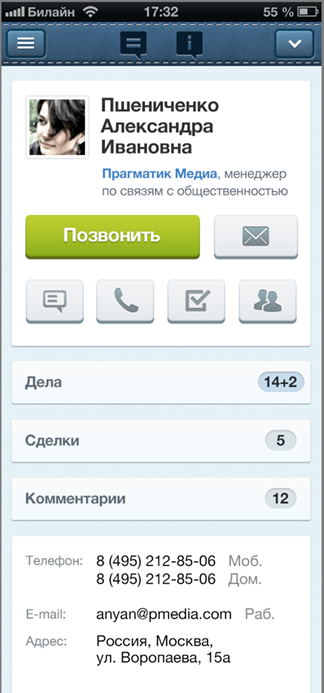 Билайн 17:32 55 %
Пшениченко
Александра
Ивановна
Прагматик Медиа, менеджер
по связям с общественностью
Позвонить
Дела 14+2
Сделки 5
Комментарии 12
Телефон: 8 (495) 212-85-06 Моб.
8 (495) 212-85-06 Дом.
E-mail: anyan@pmedia.com Раб.
Адрес: Россия, Москва,
ул. Воропаева, 15а